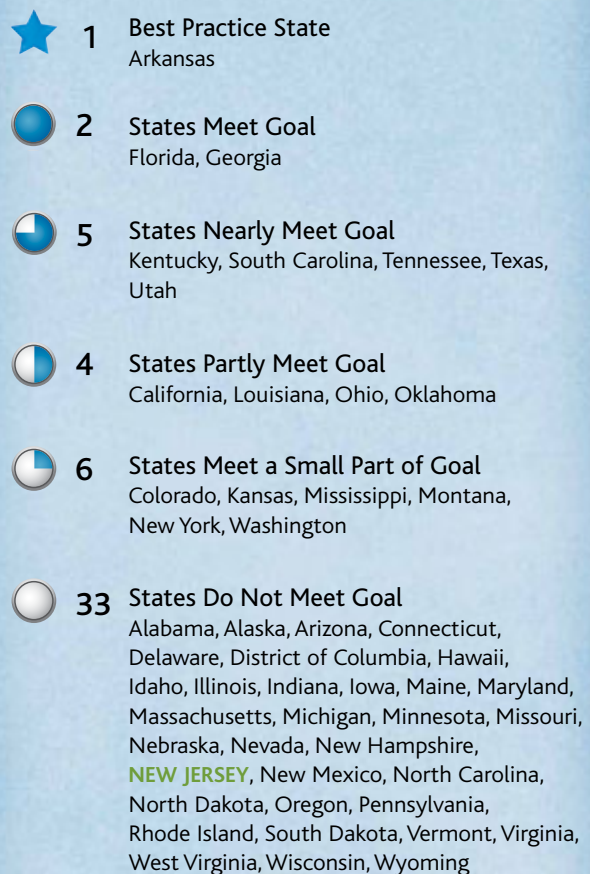 1 Best Practice State
Arkansas
2 States Meet Goal
Florida, Georgia
5 States Nearly Meet Goal
Kentucky, South Carolina, Tennessee, Texas,
Utah
4 States Partly Meet Goal
California, Louisiana, Ohio, Oklahoma
6 States Meet a Small Part of Goal
Colorado, Kansas, Mississippi, Montana,
New York, Washington
33 States Do Not Meet Goal
Alabama, Alaska, Arizona, Connecticut,
Delaware, District of Columbia, Hawaii,
Idaho, Illinois, Indiana, Iowa, Maine, Maryland,
Massachusetts, Michigan, Minnesota, Missouri,
Nebraska, Nevada, New Hampshire,
NEW JERSEY, New Mexico, North Carolina,
North Dakota, Oregon, Pennsylvania,
Rhode Island, South Dakota, Vermont, Virginia,
West Virginia, Wisconsin, Wyoming